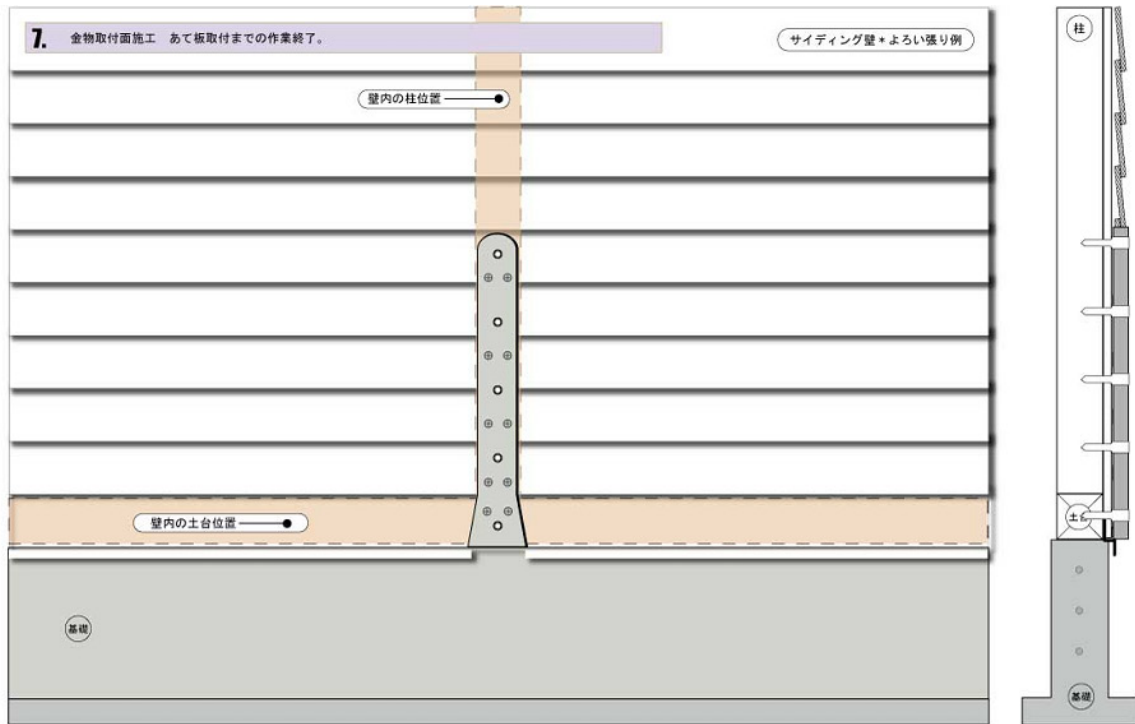 7. 金物取付面施工 あて板取付までの作業終了。
サイディング壁*よろい張り例
壁内の柱位置
壁内の土台位置
基礎
柱
土台
基礎